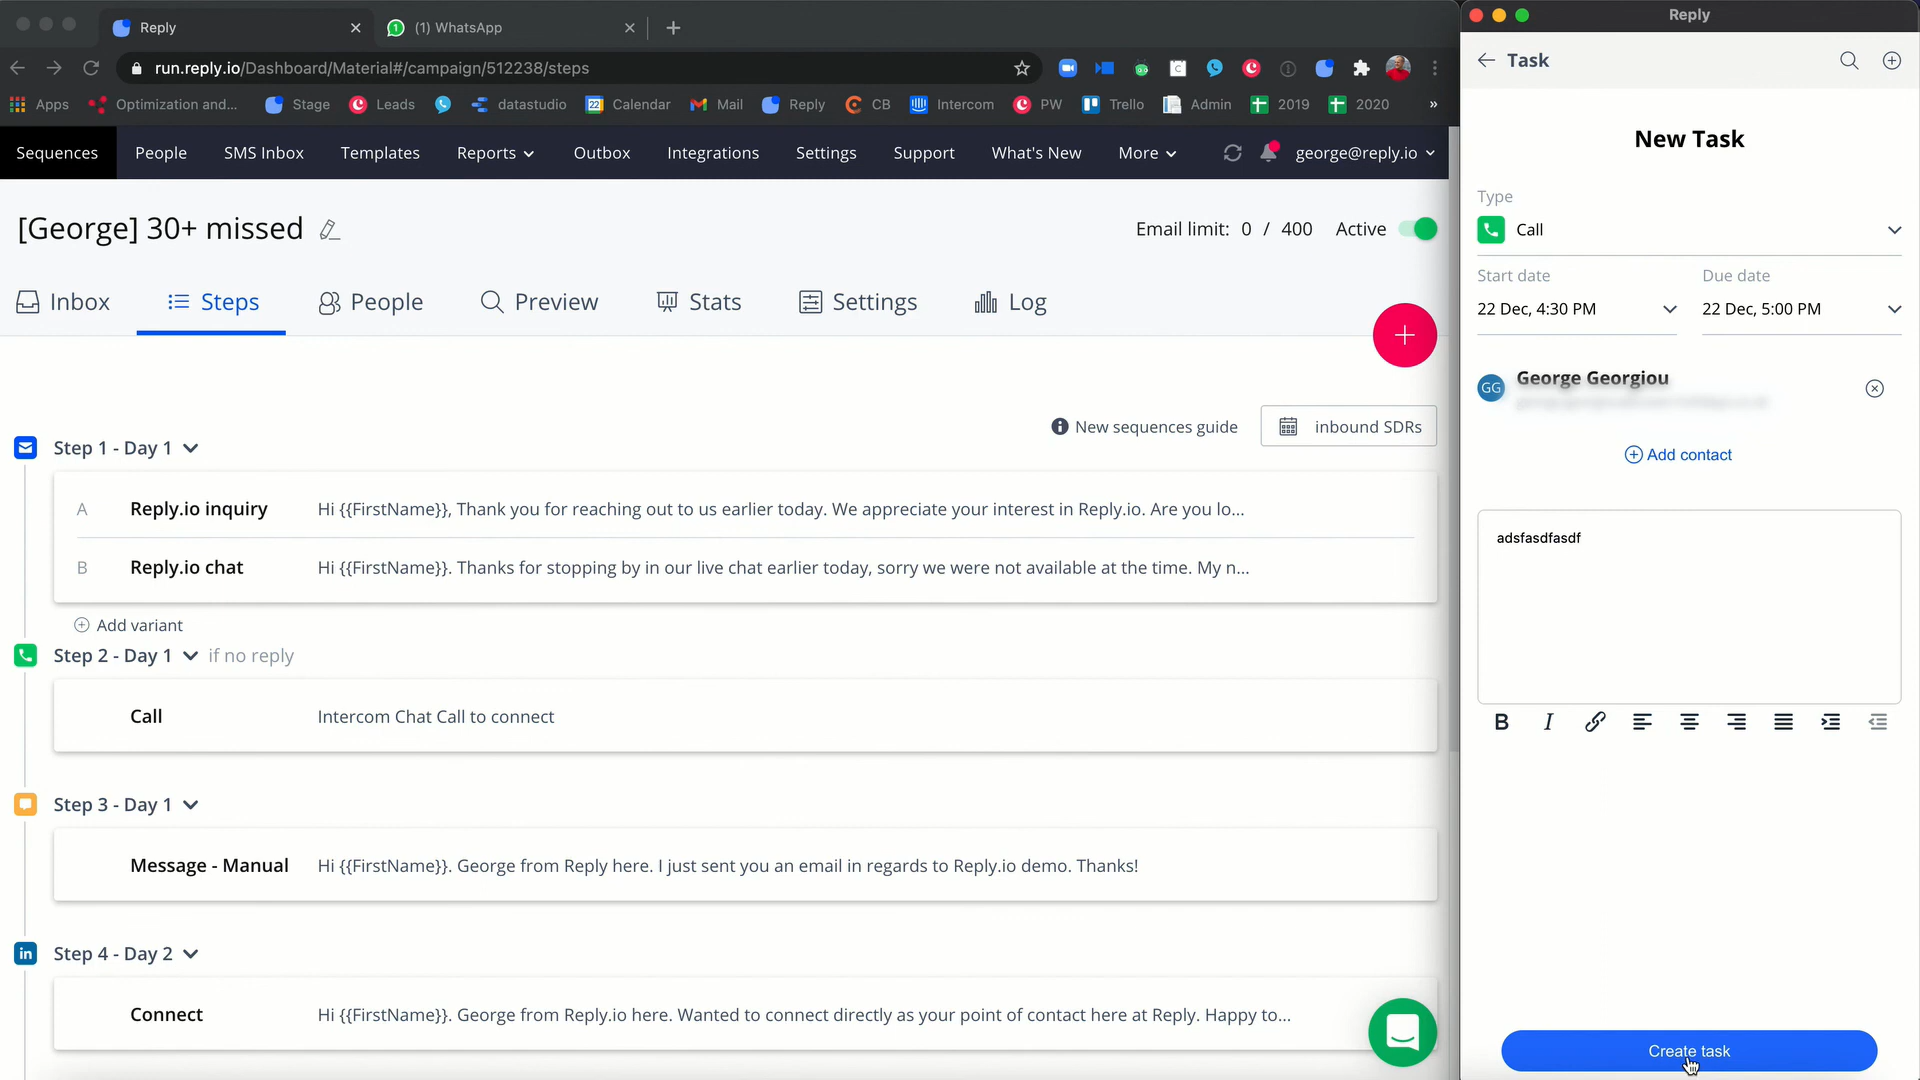 Reply
(1) WhatsApp
run.reply.io/Dashboard/Material#/campaign/512238/steps
Apps
Optimization and...
Stage
Leads
datastudio
22
Calendar
Mail
Reply
CB
Intercom
PW
Trello
Admin
2019
2020
»
Sequences
People
SMS Inbox
Templates
Reports
Outbox
Integrations
Settings
Support
What's New
More
george@reply.io
[George] 30+ missed
Email limit: 0 / 400
Active
Inbox
Steps
People
Preview
Stats
Settings
Log
New sequences guide
inbound SDRs
Step 1 - Day 1
A Reply.io inquiry Hi {{FirstName}}, Thank you for reaching out to us earlier today. We appreciate your interest in Reply.io. Are you lo...
B Reply.io chat Hi {{FirstName}}. Thanks for stopping by in our live chat earlier today, sorry we were not available at the time. My n...
Add variant
Step 2 - Day 1 if no reply
Call Intercom Chat Call to connect
Step 3 - Day 1
Message - Manual Hi {{FirstName}}. George from Reply here. I just sent you an email in regards to Reply.io demo. Thanks!
in Step 4 - Day 2
Connect Hi {{FirstName}}. George from Reply.io here. Wanted to connect directly as your point of contact here at Reply. Happy to...
Reply
Task
New Task
Type
Call
Start date
Due date
22 Dec, 4:30 PM
22 Dec, 5:00 PM
GG George Georgiou
Add contact
adsfasdfasdf
B I
Create task